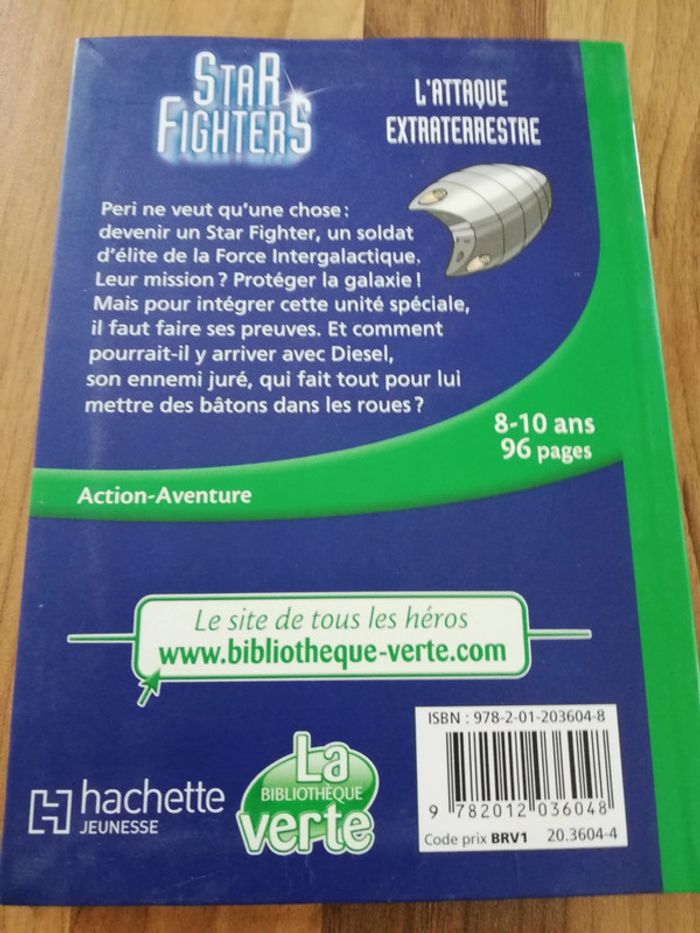 STAR
FIGHTERS
L'ATTAQUE
EXTRATERRESTRE
Peri ne veut qu'une chose :
devenir un Star Fighter, un soldat
d'élite de la Force Intergalactique.
Leur mission ? Protéger la galaxie !
Mais pour intégrer cette unité spéciale,
il faut faire ses preuves. Et comment
pourrait-il y arriver avec Diesel,
son ennemi juré, qui fait tout pour lui
mettre des bâtons dans les roues ?
8-10 ans
96 pages
Action-Aventure
Le site de tous les héros
www.bibliotheque-verte.com
ISBN : 978-2-01-203604-8
9 782012 036048
Code prix BRV1 20.3604-4
hachette
JEUNESSE
La
BIBLIOTHÈQUE
verte